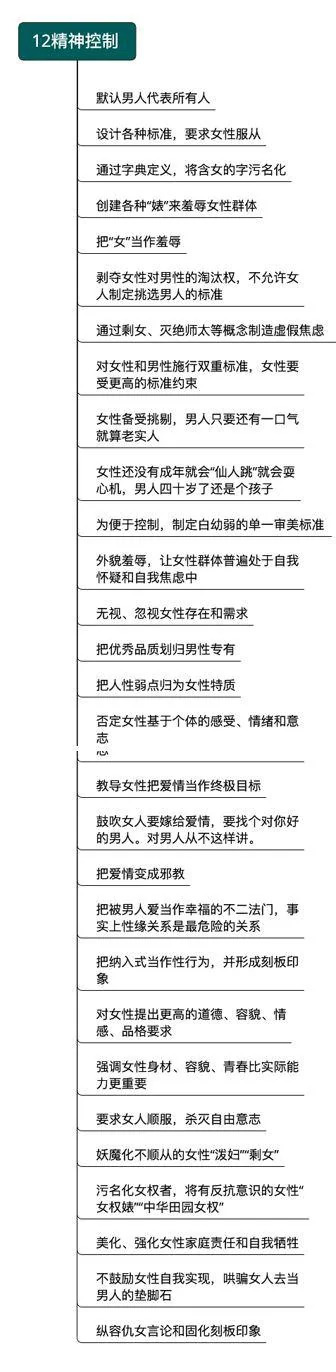 12精神控制
默认男人代表所有人
设计各种标准，要求女性服从
通过字典定义，将含女的字污名化
创建各种“婊”来羞辱女性群体
把“女”当作羞辱
剥夺女性对男性的淘汰权，不允许女
人制定挑选男人的标准
通过剩女、灭绝师太等概念制造虚假焦虑
对女性和男性施行双重标准，女性要
受更高的标准约束
女性备受挑剔，男人只要还有一口气
就算老实人
女性还没有成年就会“仙人跳”就会耍
心机，男人四十岁了还是个孩子
为便于控制，制定白幼弱的单一审美标准
外貌羞辱，让女性群体普遍处于自我
怀疑和自我焦虑中
无视、忽视女性存在和需求
把优秀品质划归男性专有
把人性弱点归为女性特质
否定女性基于个体的感受、情绪和意
志
教导女性把爱情当作终极目标
鼓吹女人要嫁给爱情，要找个对你好
的男人。对男人从不这样讲。
把爱情变成邪教
把被男人爱当作幸福的不二法门，事
实上性缘关系是最危险的关系
把纳入式当作性行为，并形成刻板印
象
对女性提出更高的道德、容貌、情
感、品格要求
强调女性身材、容貌、青春比实际能
力更重要
要求女人顺服，杀灭自由意志
妖魔化不顺从的女性“泼妇”“剩女”
污名化女权者，将有反抗意识的女性“
女权婊”“中华田园女权”
美化、强化女性家庭责任和自我牺牲
不鼓励女性自我实现，哄骗女人去当
男人的垫脚石
纵容仇女言论和固化刻板印象